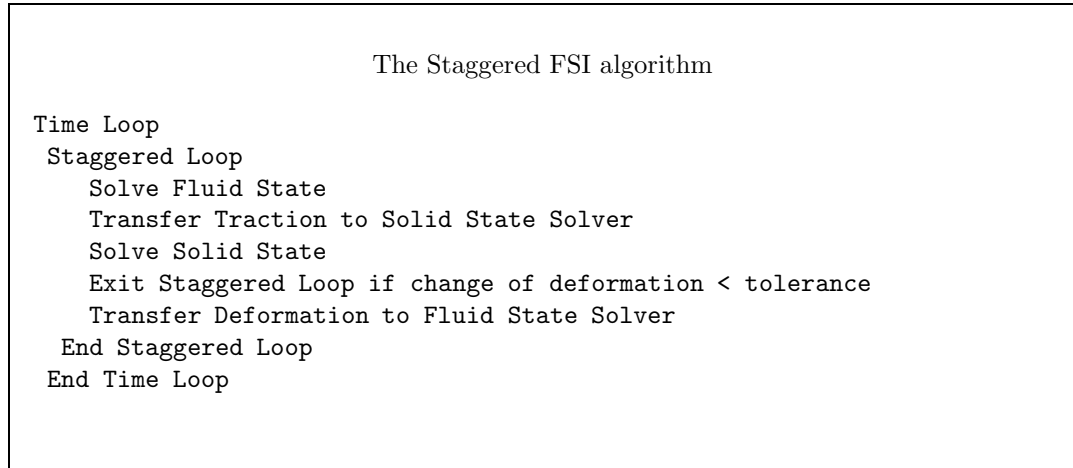 The Staggered FSI algorithm
Time Loop
Staggered Loop
Solve Fluid State
Transfer Traction to Solid State Solver
Solve Solid State
Exit Staggered Loop if change of deformation < tolerance
Transfer Deformation to Fluid State Solver
End Staggered Loop
End Time Loop